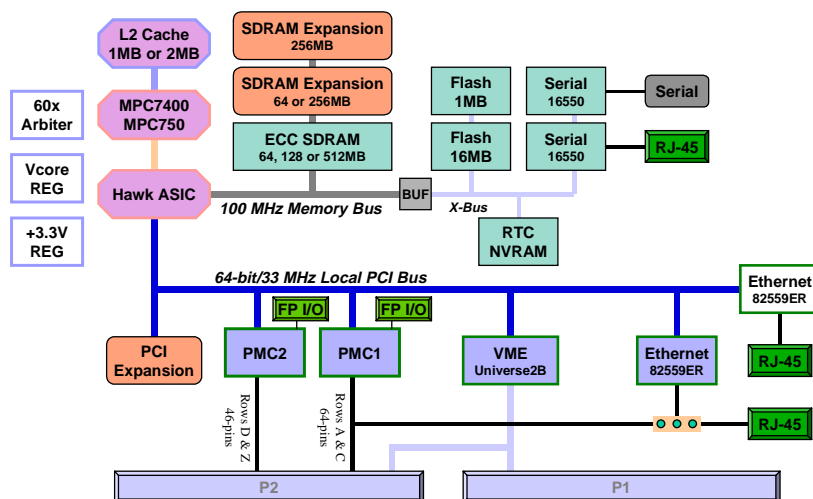 L2 Cache
1MB or 2MB
SDRAM Expansion
256MB
SDRAM Expansion
64 or 256MB
Flash
1MB
Serial
16550
Serial
60x
Arbiter
MPC7400
MPC750
ECC SDRAM
64, 128 or 512MB
Flash
16MB
Serial
16550
RJ-45
Vcore
REG
Hawk ASIC
BUF
100 MHz Memory Bus
X-Bus
+3.3V
REG
RTC
NVRAM
64-bit/33 MHz Local PCI Bus
Ethernet
82559ER
FP I/O
FP I/O
PCI
Expansion
PMC2
PMC1
VME
Universe2B
Ethernet
82559ER
RJ-45
Rows D & Z
46-pins
Rows A & C
64-pins
RJ-45
P2
P1